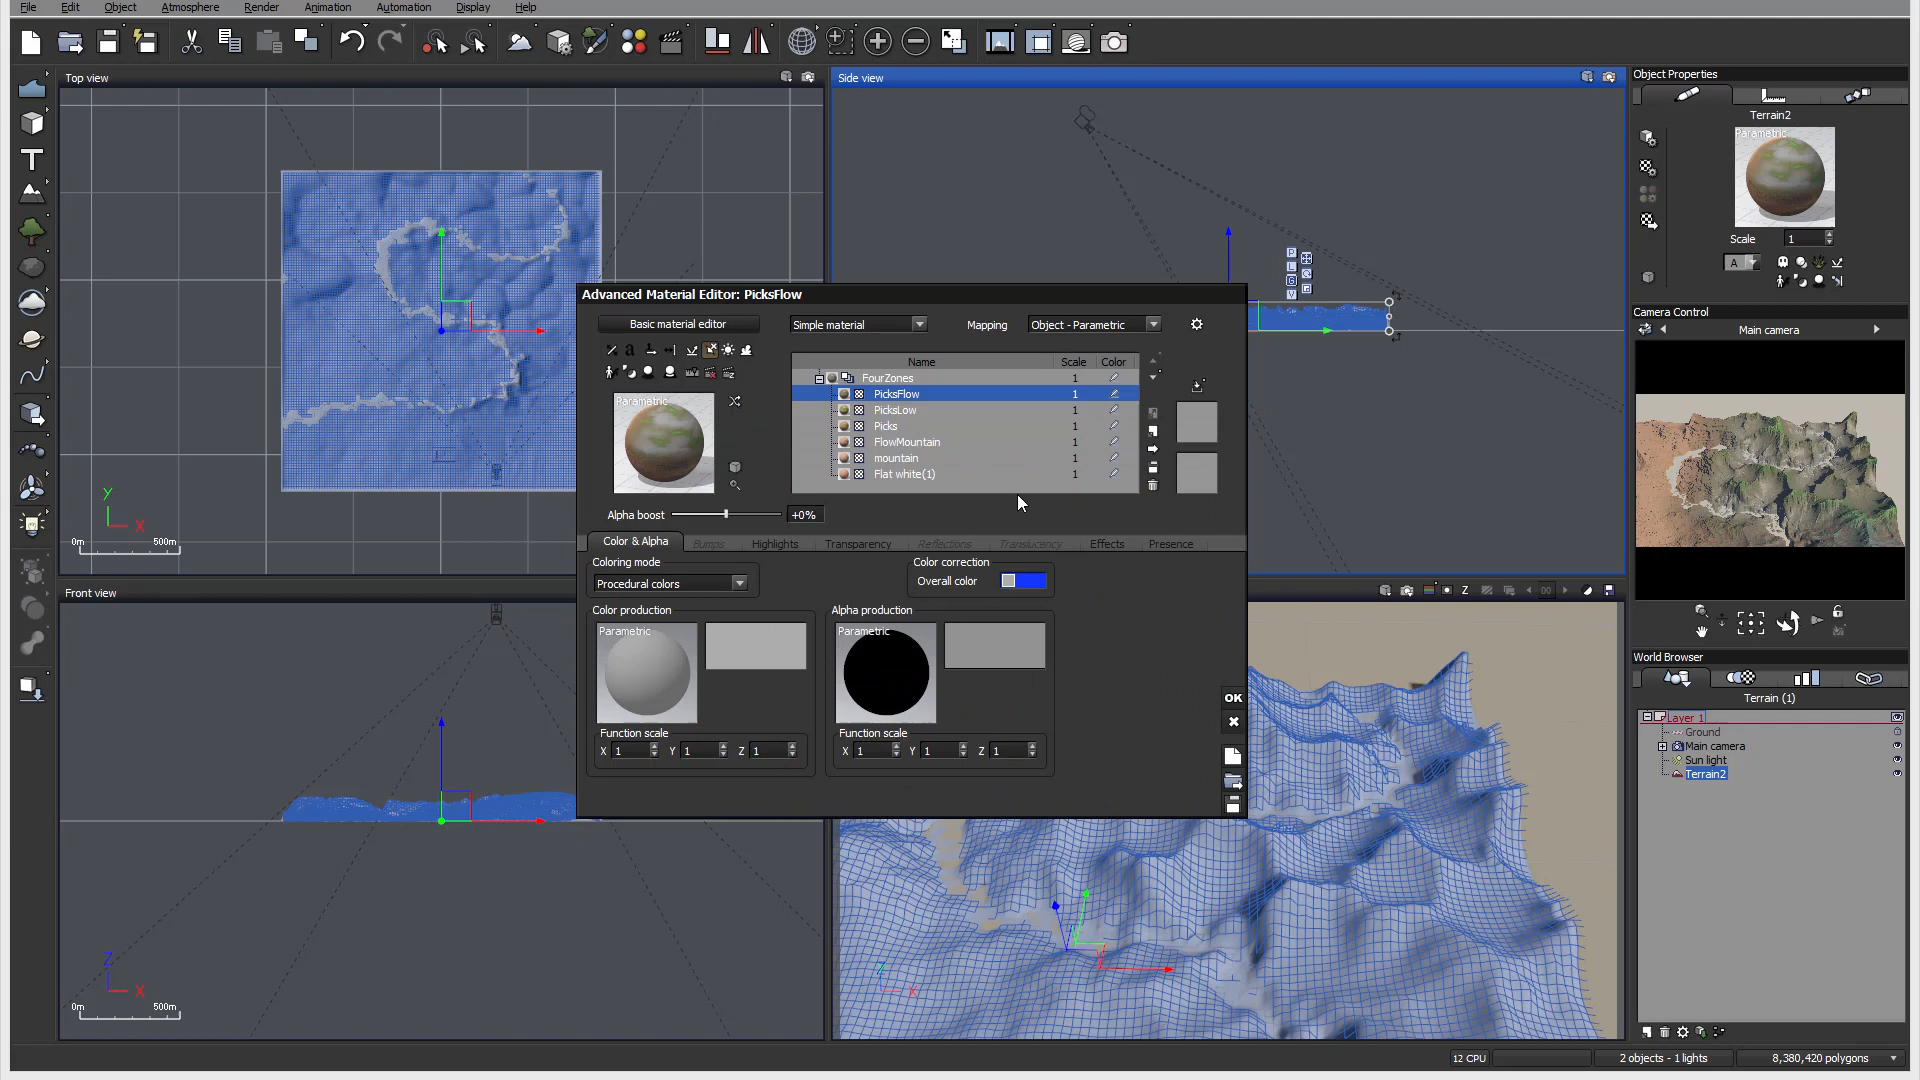 File Edit Object Atmosphere Render Animation Automation Display Help
Top view
Side view
Object Properties
Terrain2
Parametric
Scale 1
A
Camera Control
Main camera
World Browser
Terrain (1)
Layer 1
Ground
Main camera
Sun light
Terrain2
Y
X
0m 500m
Front view
Z
X
0m 500m
P
L
G
V
Advanced Material Editor: PicksFlow
Basic material editor
Simple material
Mapping
Object - Parametric
Name Scale Color
FourZones 1
PicksFlow 1
PicksLow 1
Picks 1
FlowMountain 1
mountain 1
Flat white(1) 1
Parametric
Alpha boost +0%
Color & Alpha Bumps Highlights Transparency Reflections Translucency Effects Presence
Coloring mode
Procedural colors
Color correction
Overall color
Color production
Parametric
Function scale
X 1 Y 1 Z 1
Alpha production
Parametric
Function scale
X 1 Y 1 Z 1
OK
Z
X
12 CPU
2 objects - 1 lights
8,380,420 polygons